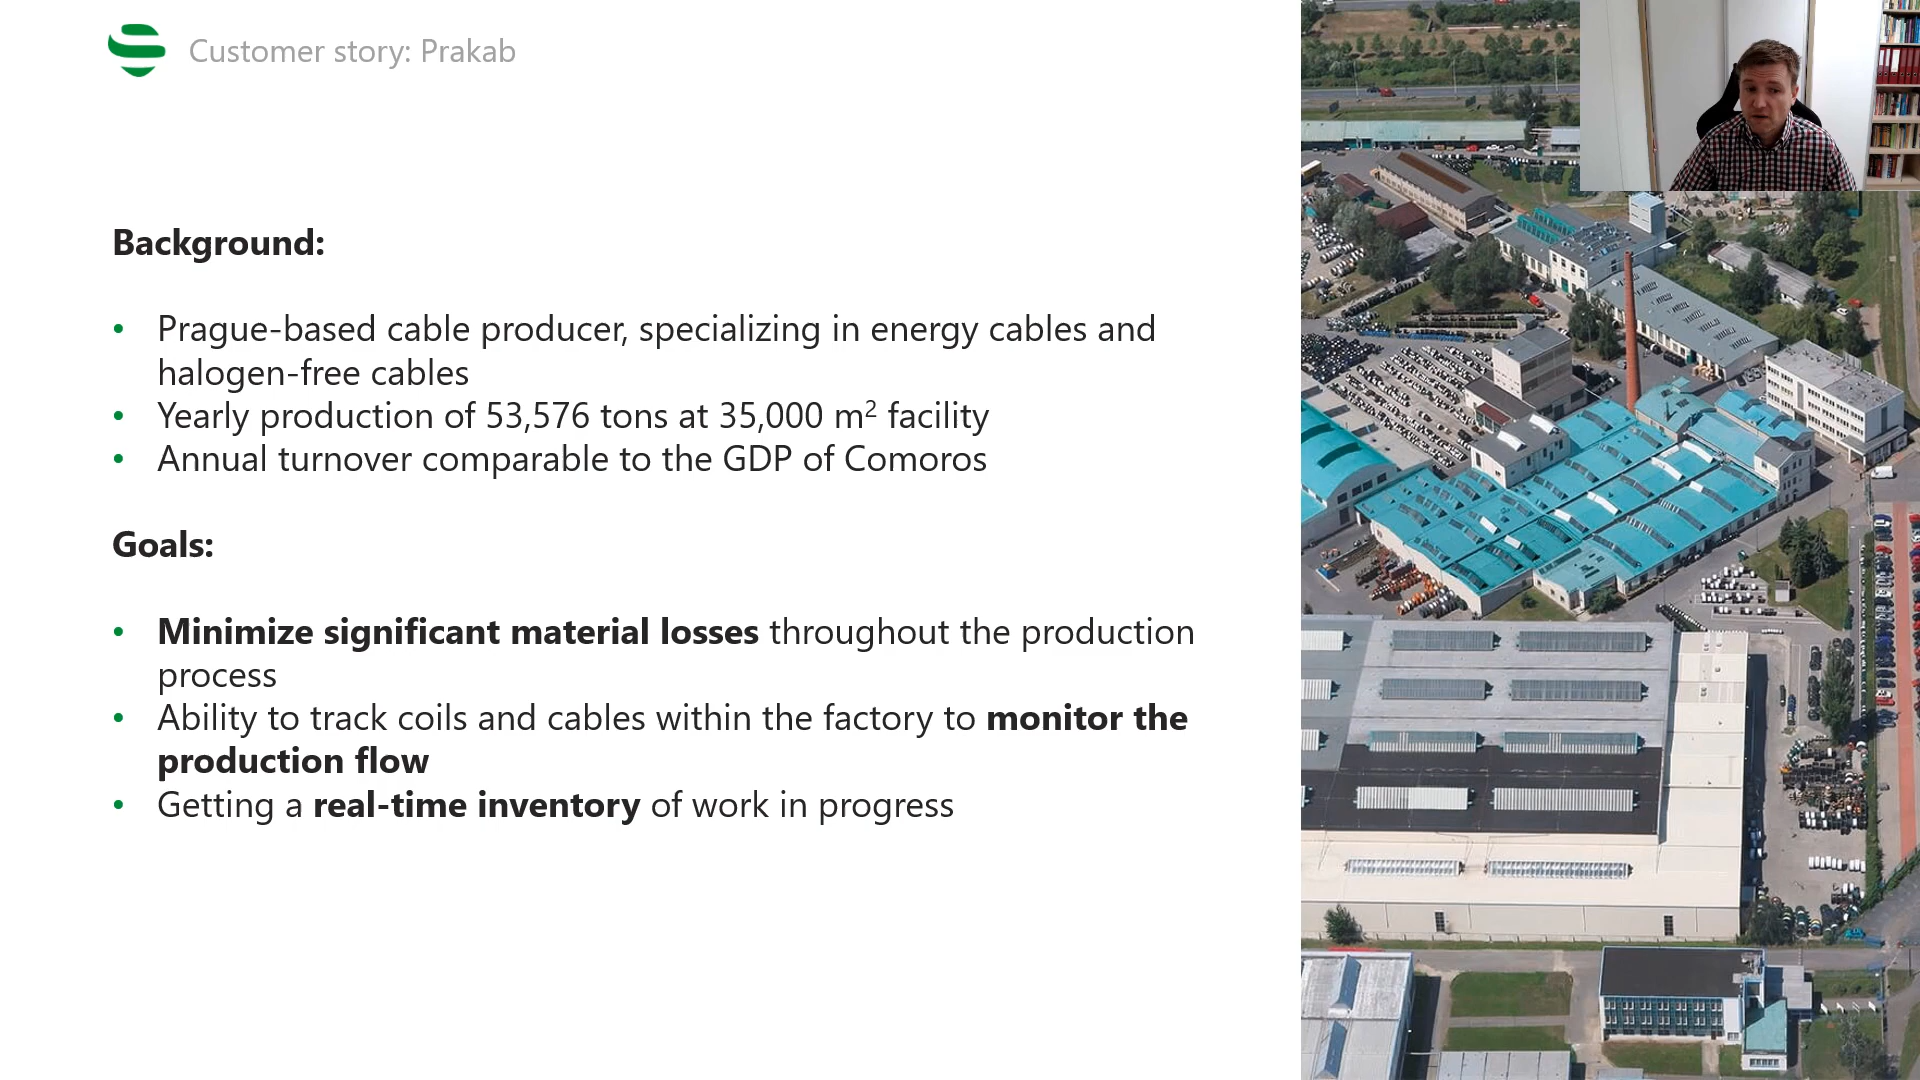 Customer story: Prakab
Background:
• Prague-based cable producer, specializing in energy cables and
halogen-free cables
• Yearly production of 53,576 tons at 35,000 m² facility
• Annual turnover comparable to the GDP of Comoros
Goals:
• Minimize significant material losses throughout the production
process
• Ability to track coils and cables within the factory to monitor the
production flow
• Getting a real-time inventory of work in progress